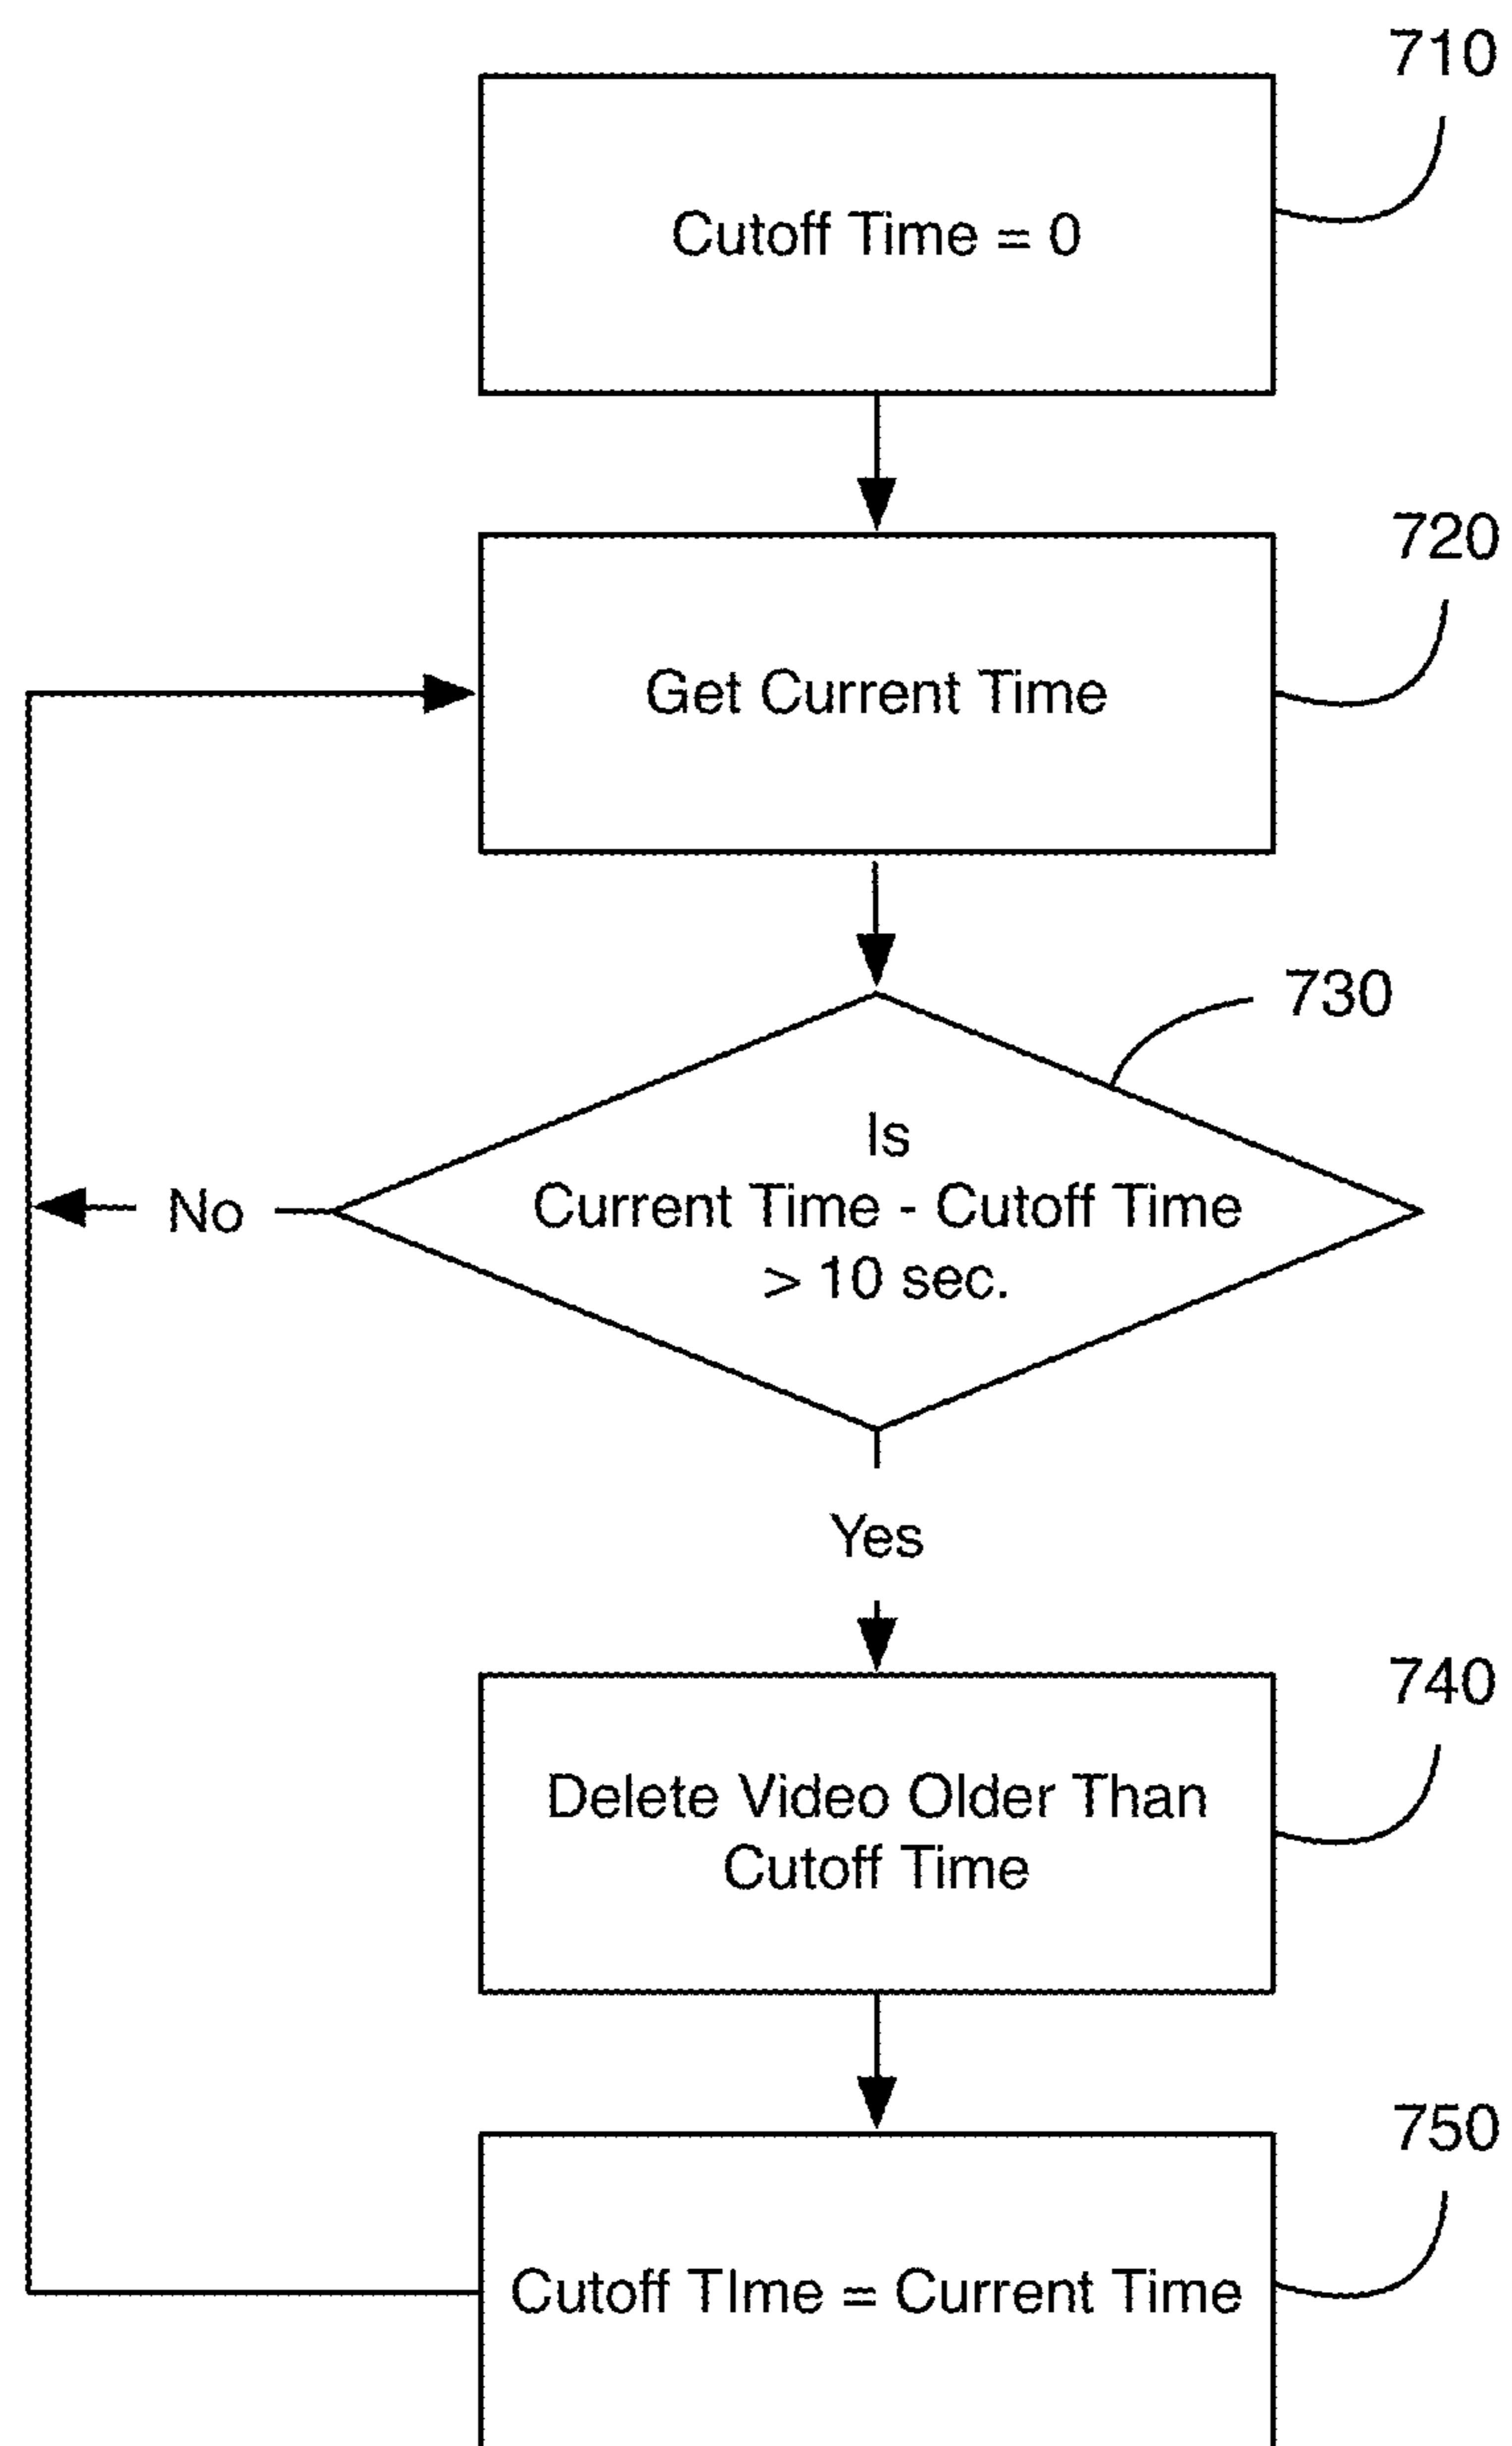 710
Cutoff Time = 0
720
Get Current Time
730
Is
Current Time - Cutoff Time
> 10 sec.
No
Yes
740
Delete Video Older Than
Cutoff Time
750
Cutoff TIme = Current Time